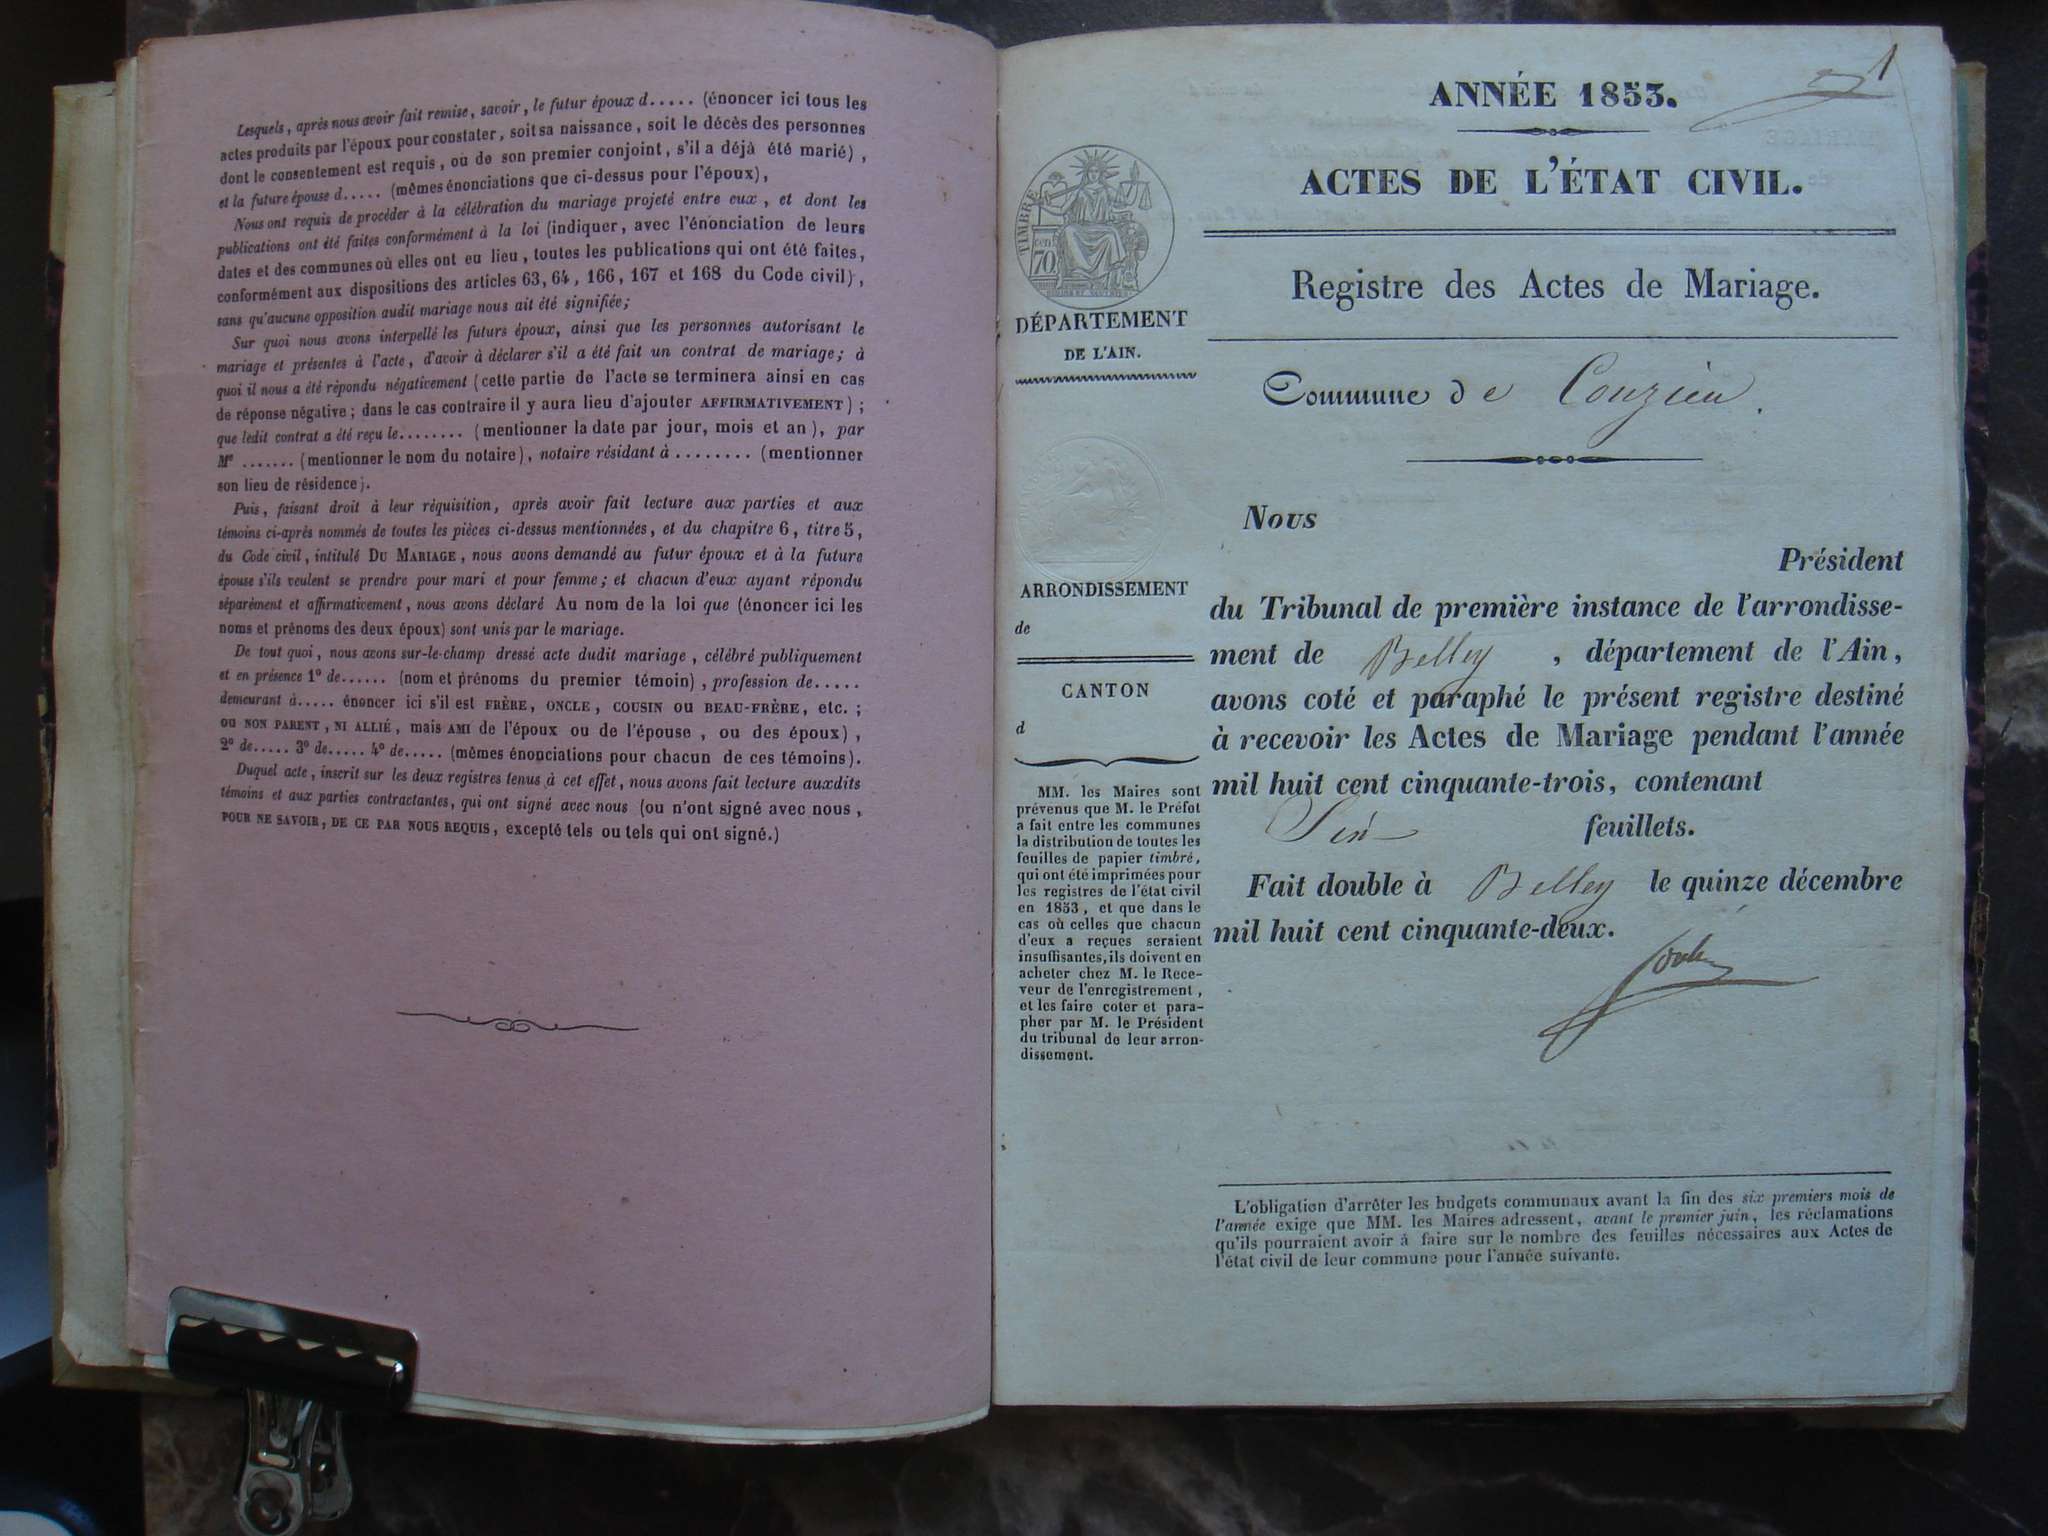 Lesquels, après nous avoir fait remise, savoir, le futur époux d..... (énoncer ici tous les
actes produits par l'époux pour constater, soit sa naissance, soit le décès des personnes
dont le consentement est requis, ou de son premier conjoint, s'il a déjà été marié),
et la future épouse d..... (mêmes énonciations que ci-dessus pour l'époux),
Nous ont requis de procéder à la célébration du mariage projeté entre eux, et dont les
publications ont été faites conformément à la loi (indiquer, avec l'énonciation de leurs
dates et des communes où elles ont eu lieu, toutes les publications qui ont été faites,
conformément aux dispositions des articles 63, 64, 166, 167 et 168 du Code civil),
sans qu'aucune opposition audit mariage nous ait été signifiée;
Sur quoi nous avons interpellé les futurs époux, ainsi que les personnes autorisant le
mariage et présentes à l'acte, d'avoir à déclarer s'il a été fait un contrat de mariage; à
quoi il nous a été répondu négativement (cette partie de l'acte se terminera ainsi en cas
de réponse négative; dans le cas contraire il y aura lieu d'ajouter AFFIRMATIVEMENT);
que ledit contrat a été reçu le........ (mentionner la date par jour, mois et an), par
Me ....... (mentionner le nom du notaire), notaire résidant à ........ (mentionner
son lieu de résidence).
Puis, faisant droit à leur réquisition, après avoir fait lecture aux parties et aux
témoins ci-après nommés de toutes les pièces ci-dessus mentionnées, et du chapitre 6, titre 5,
du Code civil, intitulé DU MARIAGE, nous avons demandé au futur époux et à la future
épouse s'ils veulent se prendre pour mari et pour femme; et chacun d'eux ayant répondu
séparément et affirmativement, nous avons déclaré Au nom de la loi que (énoncer ici les
noms et prénoms des deux époux) sont unis par le mariage.
De tout quoi, nous avons sur-le-champ dressé acte dudit mariage, célébré publiquement
et en présence 1º de...... (nom et prénoms du premier témoin), profession de.....
demeurant à..... énoncer ici s'il est FRÈRE, ONCLE, COUSIN ou BEAU-FRÈRE, etc.;
ou NON PARENT, NI ALLIÉ, mais AMI de l'époux ou de l'épouse, ou des époux),
2º de..... 3º de..... 4º de..... (mêmes énonciations pour chacun de ces témoins).
Duquel acte, inscrit sur les deux registres tenus à cet effet, nous avons fait lecture auxdits
témoins et aux parties contractantes, qui ont signé avec nous (ou n'ont signé avec nous,
POUR NE SAVOIR, DE CE PAR NOUS REQUIS, excepté tels ou tels qui ont signé.)
1
ANNÉE 1853.
ACTES DE L'ÉTAT CIVIL.
Registre des Actes de Mariage.
Commune de Conzieu.
TIMBRE
cent
70
DÉPARTEMENT
DE L'AIN.
ARRONDISSEMENT
de
CANTON
d
MM. les Maires sont
prévenus que M. le Préfet
a fait entre les communes
la distribution de toutes les
feuilles de papier timbré,
qui ont été imprimées pour
les registres de l'état civil
en 1853, et que dans le
cas où celles que chacun
d'eux a reçues seraient
insuffisantes, ils doivent en
acheter chez M. le Rece-
veur de l'enregistrement,
et les faire coter et para-
pher par M. le Président
du tribunal de leur arron-
dissement.
Nous
Président
du Tribunal de première instance de l'arrondisse-
ment de Belley, département de l'Ain,
avons coté et paraphé le présent registre destiné
à recevoir les Actes de Mariage pendant l'année
mil huit cent cinquante-trois, contenant
Six feuillets.
Fait double à Belley le quinze décembre
mil huit cent cinquante-deux.
L'obligation d'arrêter les budgets communaux avant la fin des six premiers mois de
l'année exige que MM. les Maires adressent, avant le premier juin, les réclamations
qu'ils pourraient avoir à faire sur le nombre des feuilles nécessaires aux Actes de
l'état civil de leur commune pour l'année suivante.